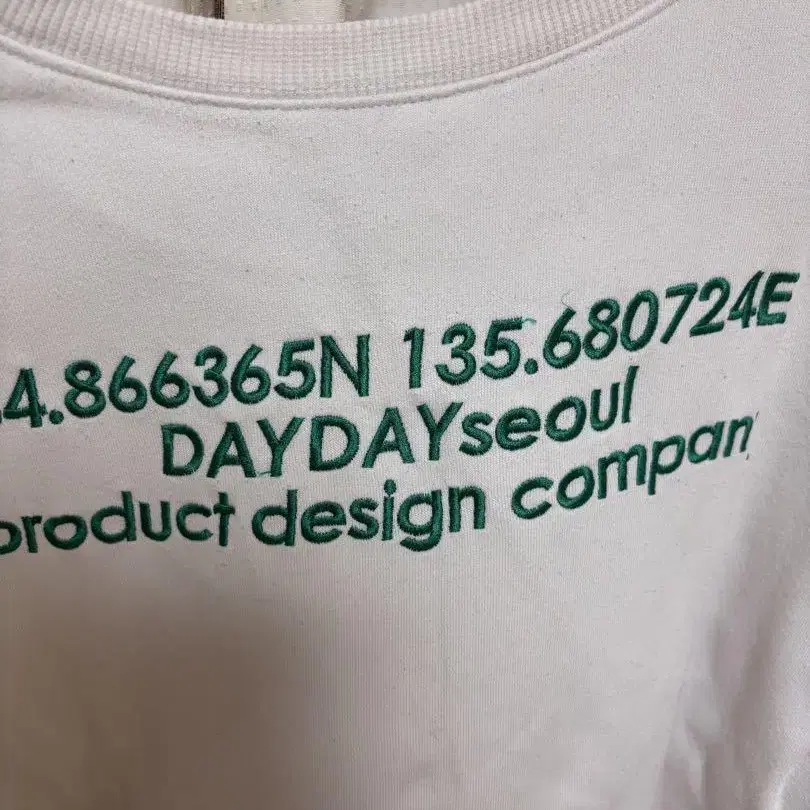 4.866365N 135.680724E
DAYDAYseoul
product design compan